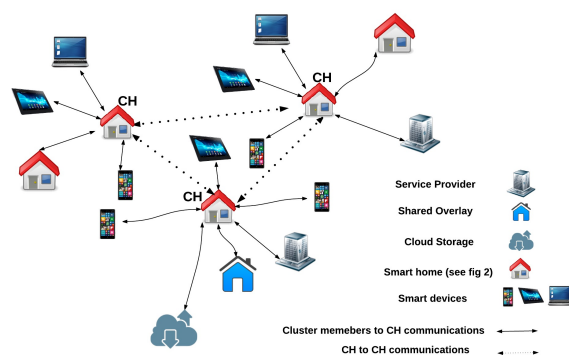 CH
CH
CH
Service Provider
Shared Overlay
Cloud Storage
Smart home (see fig 2)
Smart devices
Cluster memebers to CH communications
CH to CH communications